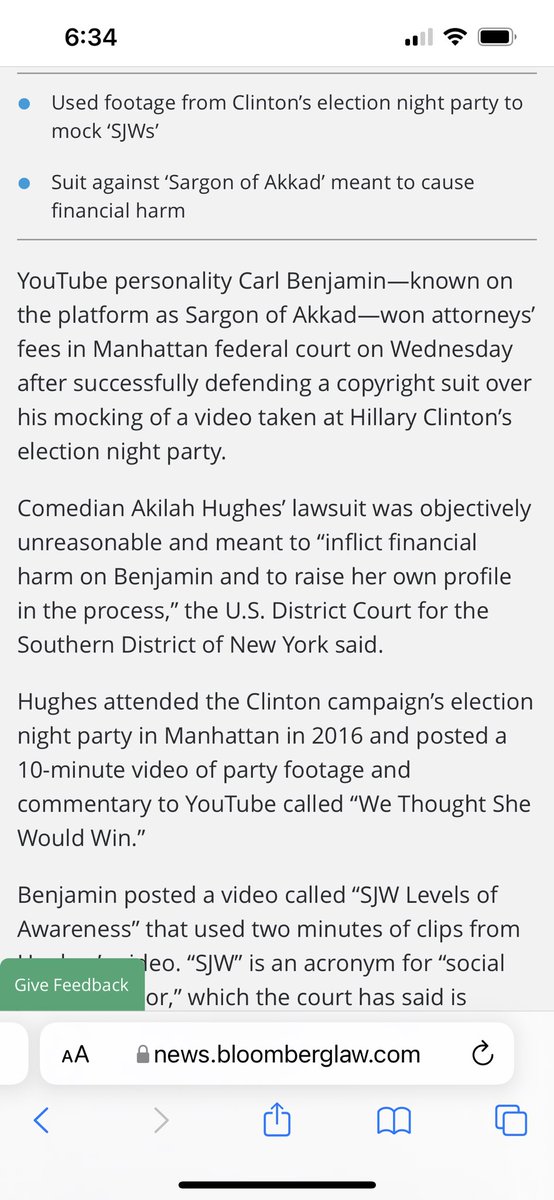 6:34
Used footage from Clinton's election night party to
mock 'SJWs'
Suit against 'Sargon of Akkad' meant to cause
financial harm
YouTube personality Carl Benjamin—known on
the platform as Sargon of Akkad—won attorneys'
fees in Manhattan federal court on Wednesday
after successfully defending a copyright suit over
his mocking of a video taken at Hillary Clinton's
election night party.
Comedian Akilah Hughes' lawsuit was objectively
unreasonable and meant to “inflict financial
harm on Benjamin and to raise her own profile
in the process,” the U.S. District Court for the
Southern District of New York said.
Hughes attended the Clinton campaign's election
night party in Manhattan in 2016 and posted a
10-minute video of party footage and
commentary to YouTube called “We Thought She
Would Win.”
Benjamin posted a video called “SJW Levels of
Awareness” that used two minutes of clips from
“SJW” is an acronym for “social
which the court has said is
Give Feedback
AA news.bloomberglaw.com